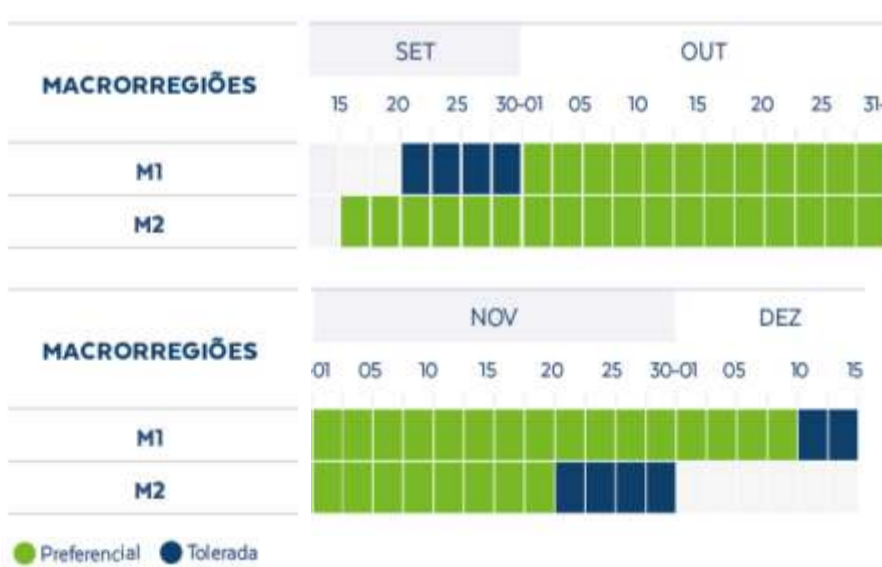 MACRORREGIÕES
SET OUT
15 20 25 30-01 05 10 15 20 25 31-
M1
M2
MACRORREGIÕES
NOV DEZ
-01 05 10 15 20 25 30-01 05 10 15
M1
M2
Preferencial Tolerada